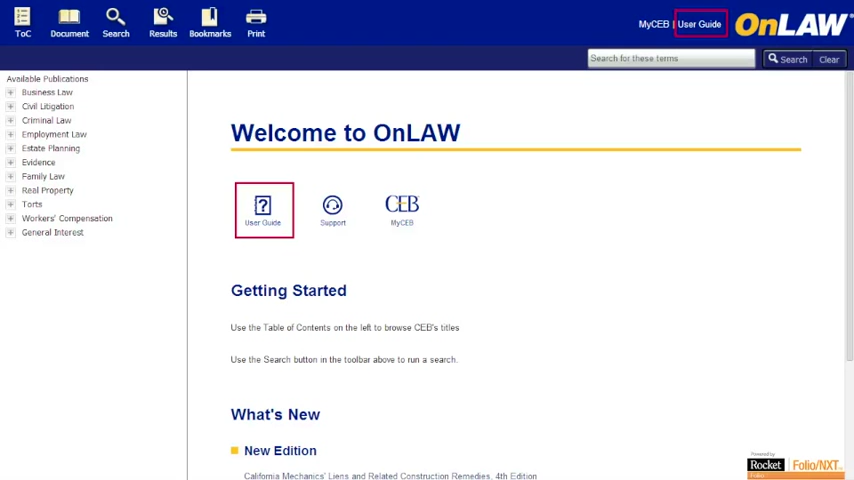 ToC Document Search Results Bookmarks Print
MyCEB | User Guide
OnLAW®
Search for these terms
Search Clear
Available Publications
Business Law
Civil Litigation
Criminal Law
Employment Law
Estate Planning
Evidence
Family Law
Real Property
Torts
Workers' Compensation
General Interest
Welcome to OnLAW
User Guide
Support
CEB
MyCEB
Getting Started
Use the Table of Contents on the left to browse CEB's titles
Use the Search button in the toolbar above to run a search.
What's New
New Edition
California Mechanics' Liens and Related Construction Remedies, 4th Edition
Powered by
Rocket Folio/NXT
Folio